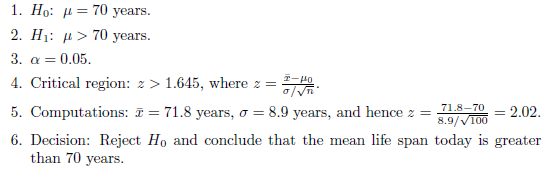 1. H₀: μ = 70 years.
2. H₁: μ > 70 years.
3. α = 0.05.
4. Critical region: z > 1.645, where z = (x̄−μ₀)/(σ/√n).
5. Computations: x̄ = 71.8 years, σ = 8.9 years, and hence z = (71.8−70)/(8.9/√100) = 2.02.
6. Decision: Reject H₀ and conclude that the mean life span today is greater
than 70 years.